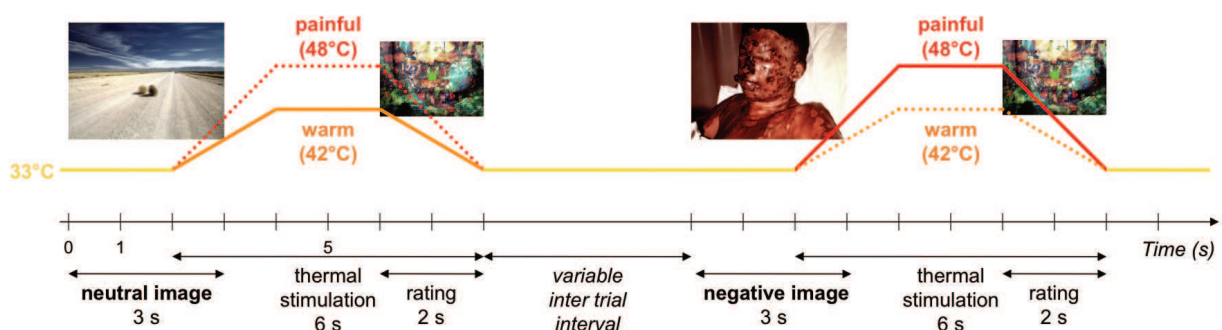 painful
(48°C)
warm
(42°C)
painful
(48°C)
warm
(42°C)
33°C
0
1
5
Time (s)
neutral image
3 s
thermal
stimulation
6 s
rating
2 s
variable
inter trial
interval
negative image
3 s
thermal
stimulation
6 s
rating
2 s